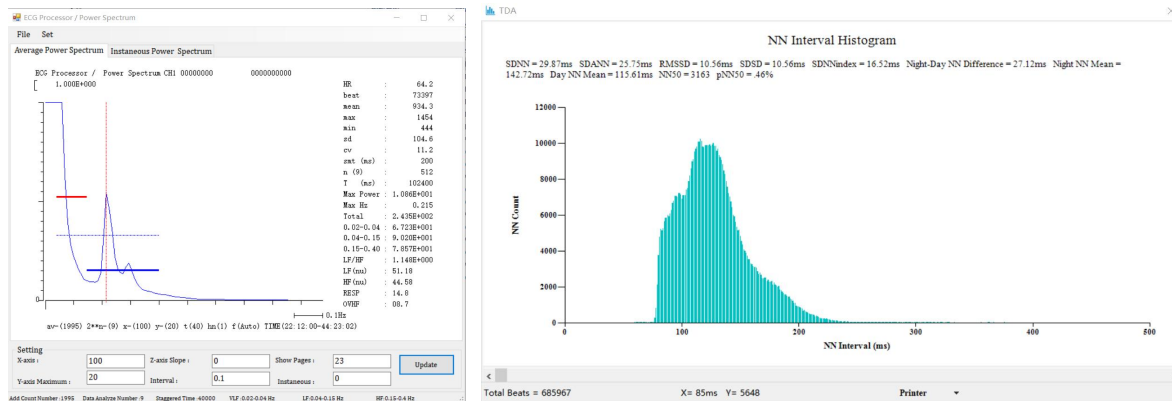 ECG Processor / Power Spectrum
File Set
Average Power Spectrum Instaneous Power Spectrum
ECG Processor / Power Spectrum CH1 00000000 0000000000
1.000E+000
HR : 64.2
beat : 73397
mean : 934.3
max : 1454
min : 444
sd : 104.6
cv : 11.2
smt (ms) : 200
n (9) : 512
T (ms) : 102400
Max Power : 1.086E+001
Max Hz : 0.215
Total : 2.435E+002
0.02-0.04 : 6.723E+001
0.04-0.15 : 9.020E+001
0.15-0.40 : 7.857E+001
LF/HF : 1.148E+000
LF(nu) : 51.18
HF(nu) : 44.58
RESP : 14.8
OVHF : 08.7
0
0.1Hz
av-(1995) 2**n-(9) x-(100) y-(20) t(40) hn(1) f(Auto) TIME(22:12:00-44:23:02)
Setting
X-axis : 100 Z-axis Slope : 0 Show Pages : 23
Update
Y-axis Maximum : 20 Interval : 0.1 Instaneous : 0
Add Count Number :1995 Data Analyze Number :9 Staggered Time :40000 VLF :0.02-0.04 Hz LF:0.04-0.15 Hz HF:0.15-0.4 Hz
TDA
NN Interval Histogram
SDNN = 29.87ms SDANN = 25.75ms RMSSD = 10.56ms SDSD = 10.56ms SDNNindex = 16.52ms Night-Day NN Difference = 27.12ms Night NN Mean =
142.72ms Day NN Mean = 115.61ms NN50 = 3163 pNN50 = .46%
12000
10000
8000
6000
4000
2000
0
NN Count
0 100 200 300 400 500
NN Interval (ms)
Total Beats = 685967 X= 85ms Y= 5648 Printer